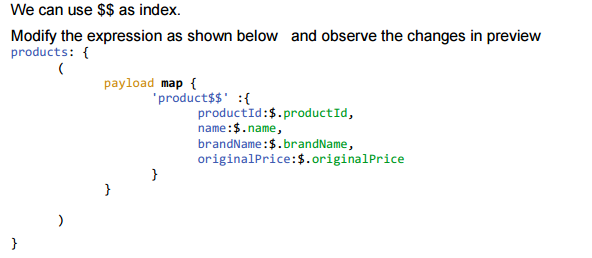 We can use $$ as index.
Modify the expression as shown below  and observe the changes in preview
products: {
(
payload map {
'product$$' :{
productId:$.productId,
name:$.name,
brandName:$.brandName,
originalPrice:$.originalPrice
}
}
)
}